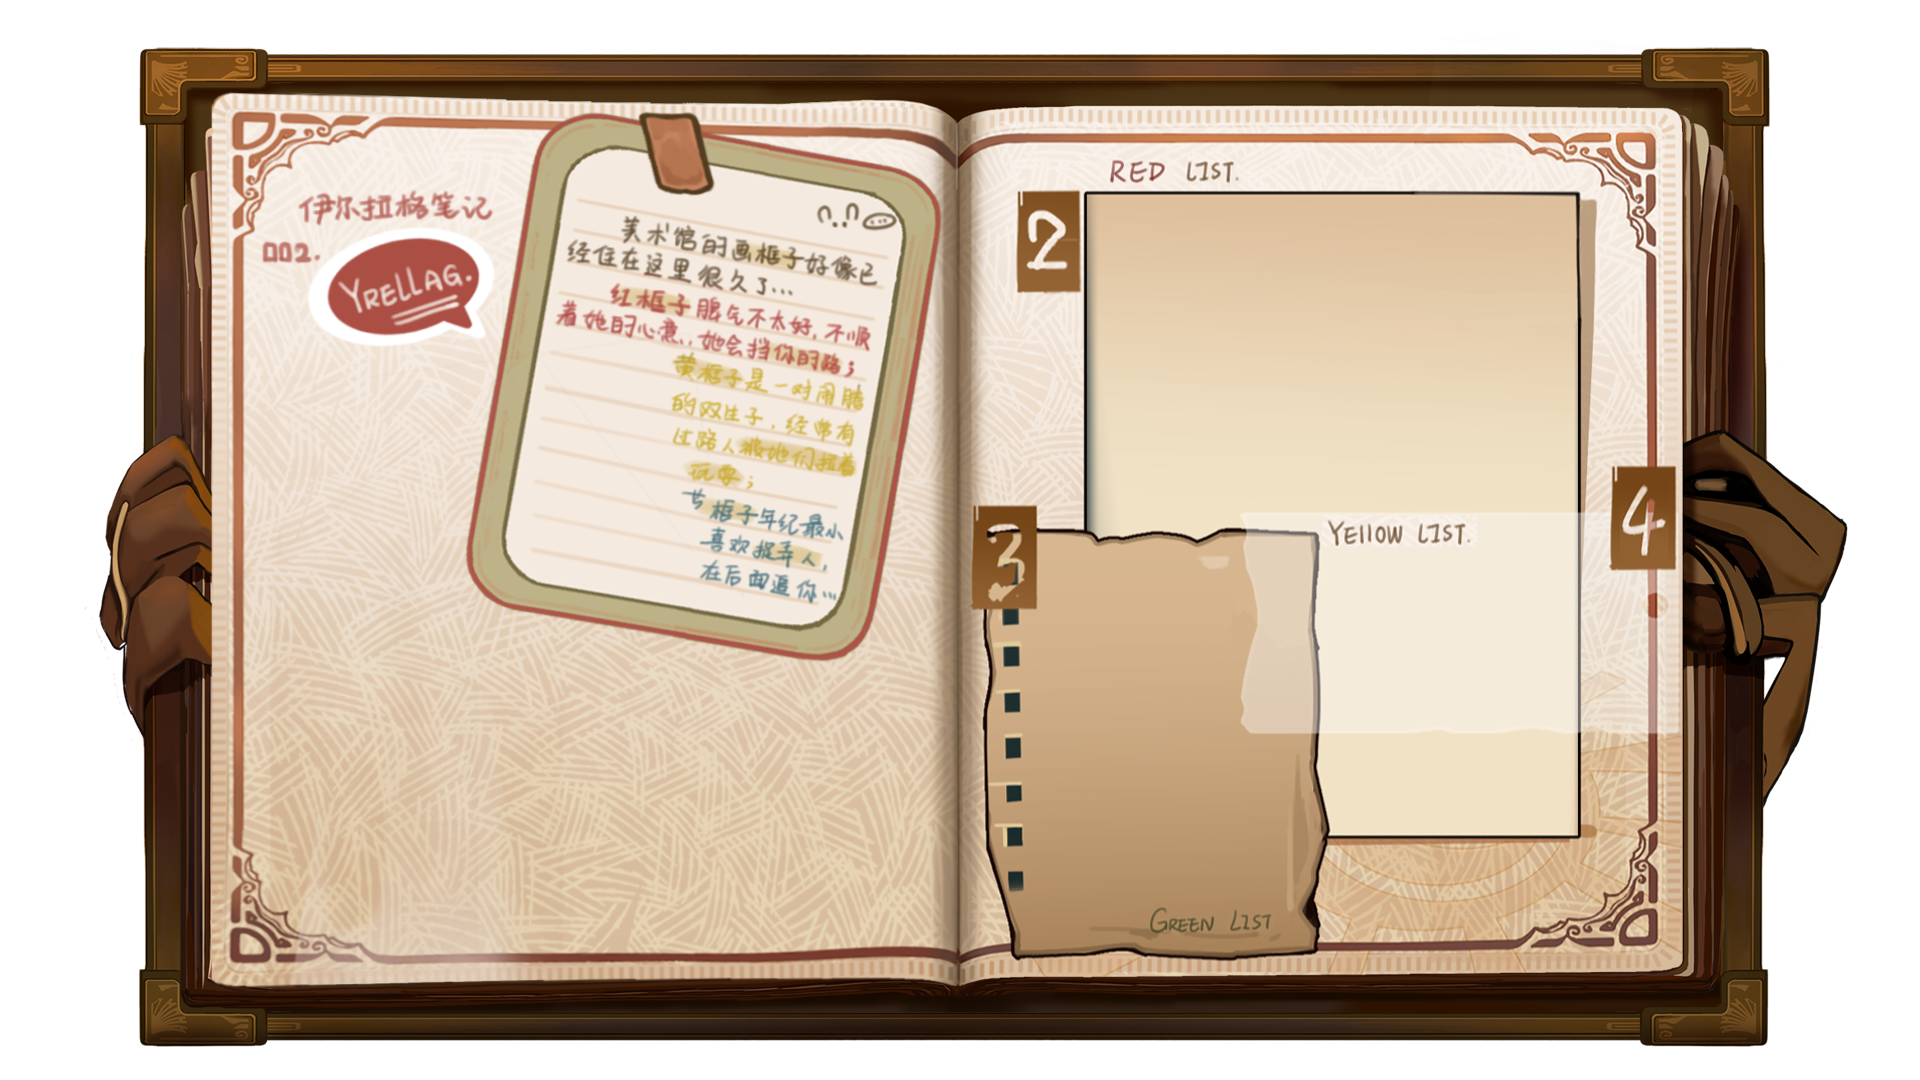 伊尔拉格笔记
002.
YRELLAG.
美术馆的画框子好像已
经住在这里很久了...
红框子脾气不太好,不顺
着她的心意,她会挡你的路;
黄框子是一对闹腾
的双生子,经常有
过路人被她们拉着
玩耍;
框子年纪最小
喜欢捉弄人,
在后面追你...
RED LIST.
2
3
YELLOW LIST.
4
GREEN LIST